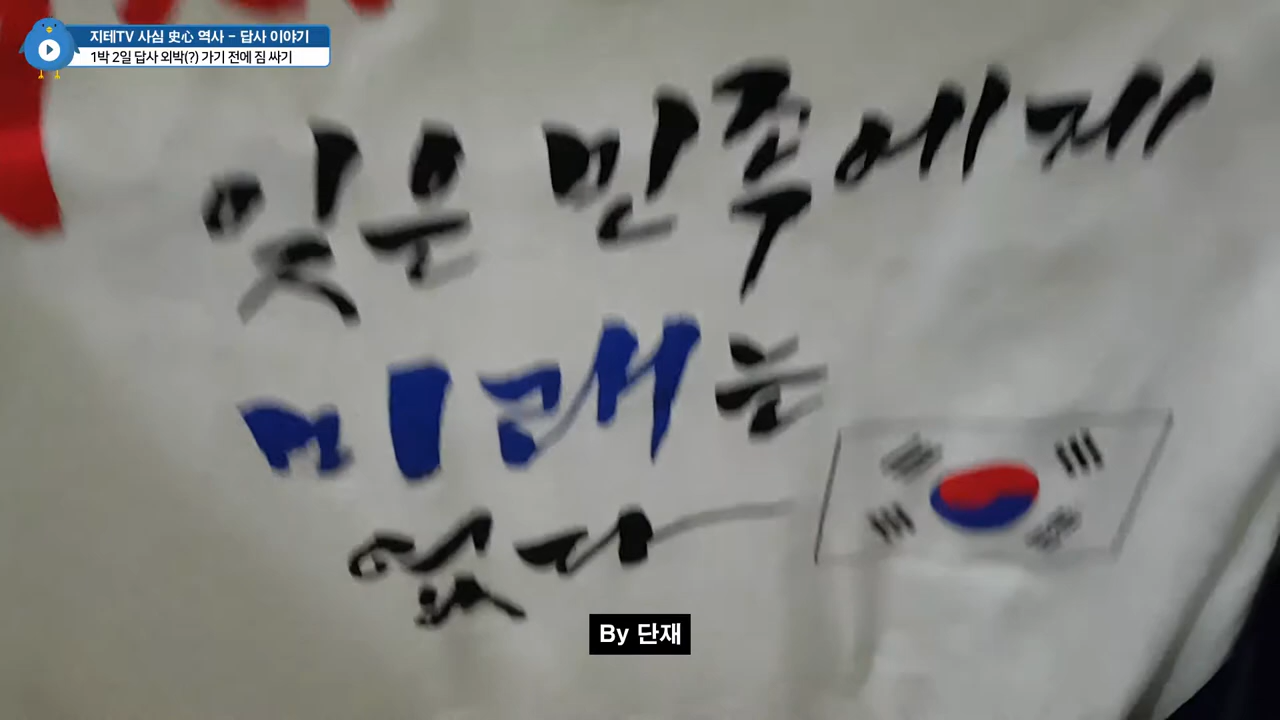 지테TV 사심 史心 역사 - 답사 이야기
1박 2일 답사 외박(?) 가기 전에 짐 싸기
잊은 민족에게
미래는
없다
By 단재